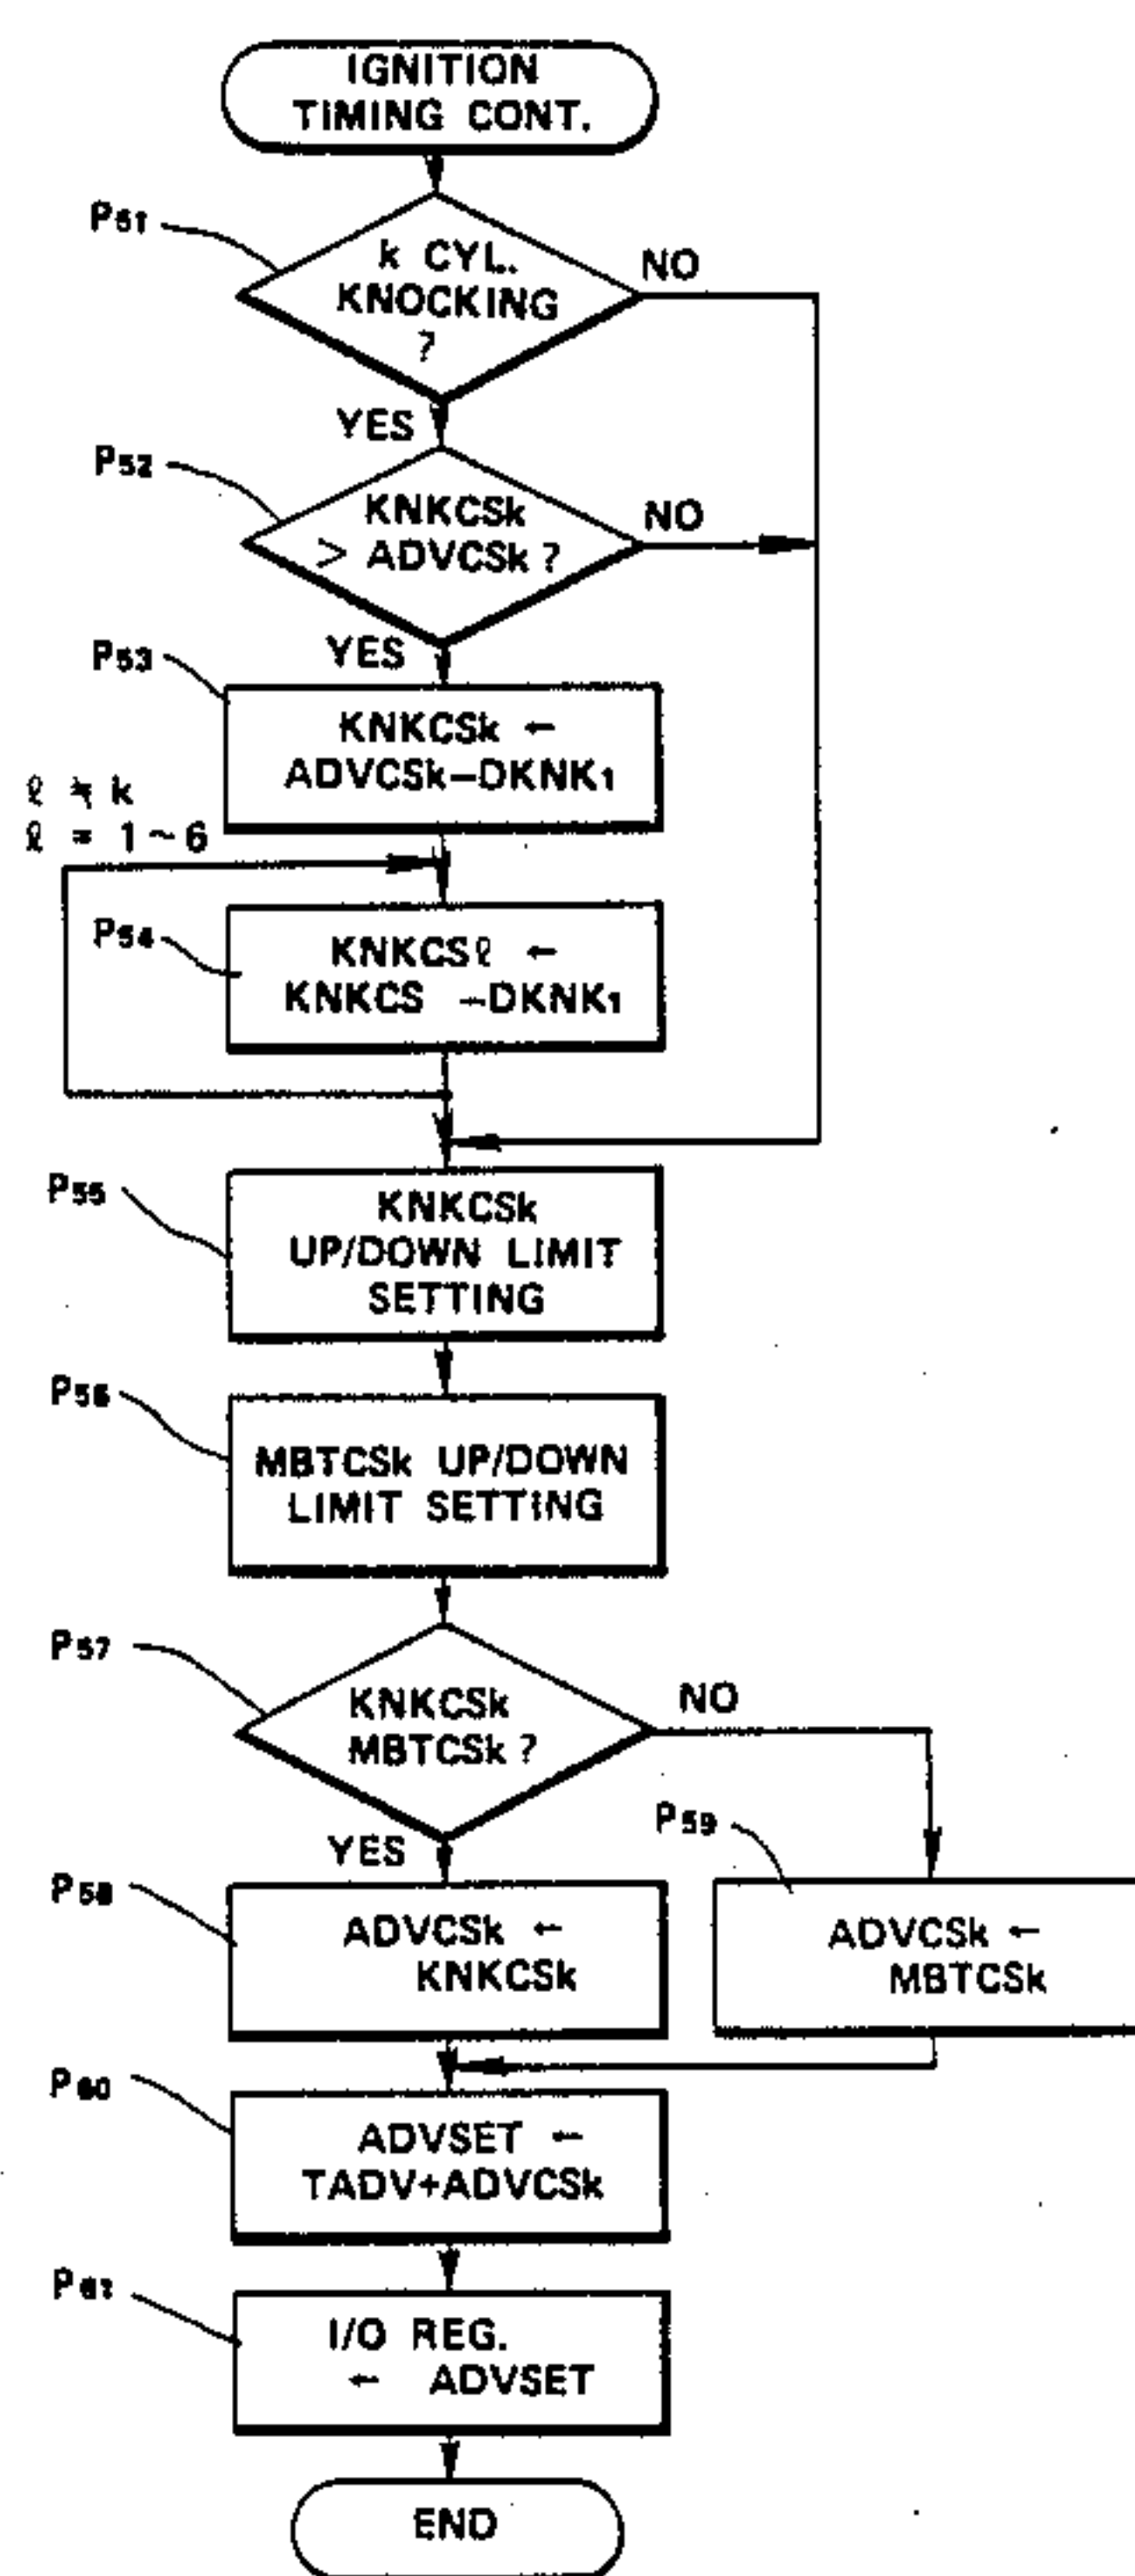 IGNITION
TIMING CONT.
P51
k CYL.
KNOCKING
?
NO
YES
P52
KNKCSk
> ADVCSk ?
NO
YES
P53
KNKCSk ←
ADVCSk-DKNK1
ℓ ≠ k
ℓ = 1~6
P54
KNKCSℓ ←
KNKCS -DKNK1
P55
KNKCSk
UP/DOWN LIMIT
SETTING
P56
MBTCSk UP/DOWN
LIMIT SETTING
P57
KNKCSk
MBTCSk ?
NO
YES
P58
ADVCSk ←
KNKCSk
P59
ADVCSk ←
MBTCSk
P60
ADVSET ←
TADV+ADVCSk
P61
I/O REG.
← ADVSET
END